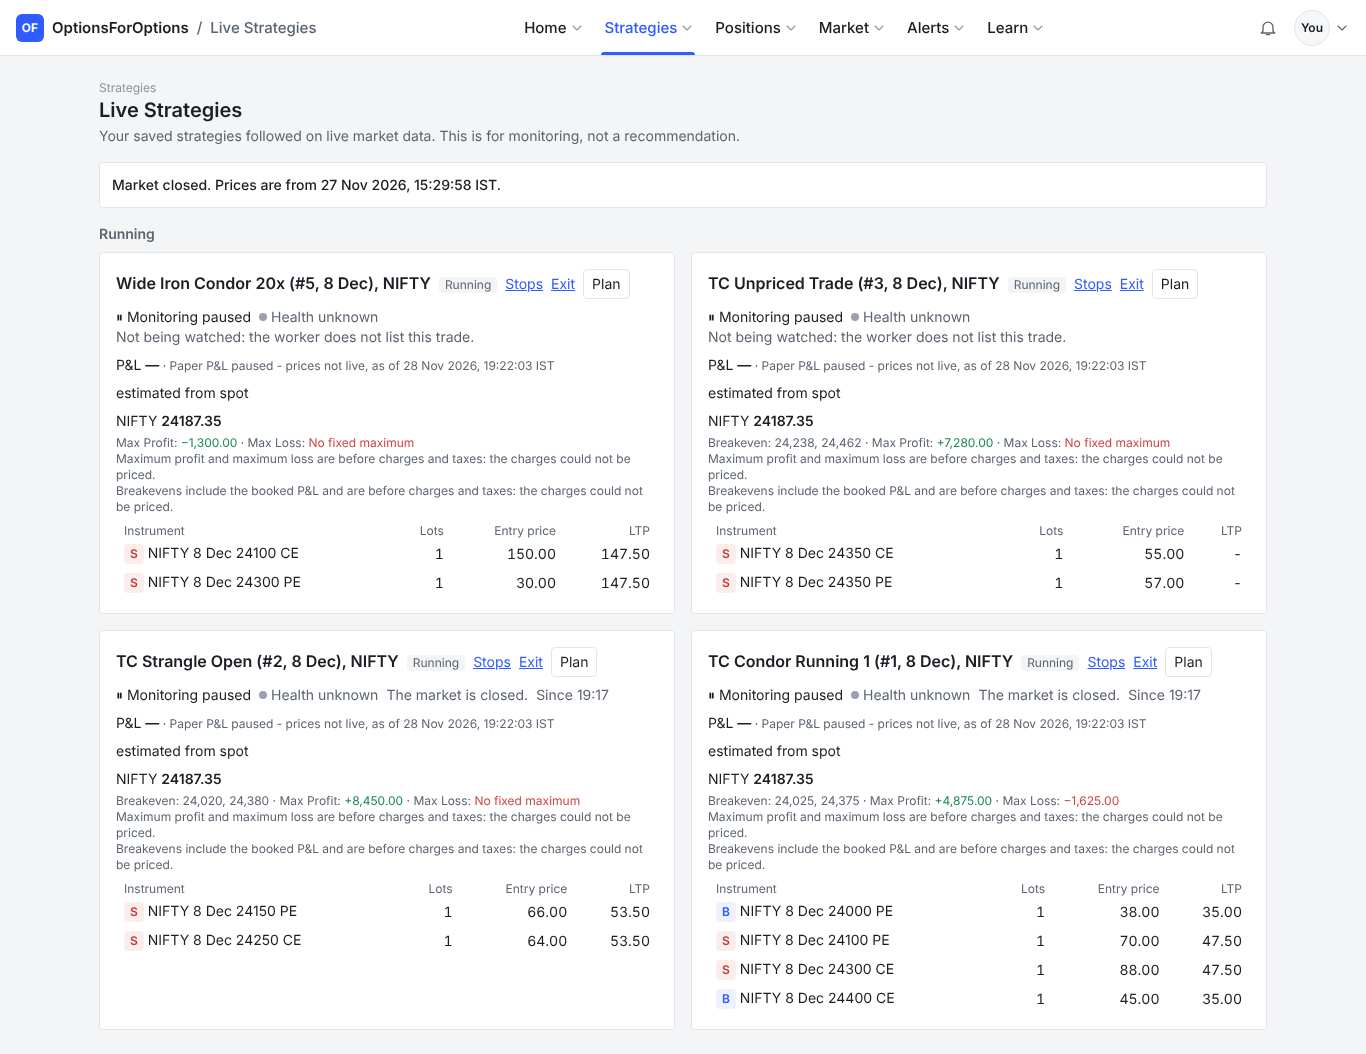 OF OptionsForOptions / Live Strategies Home Strategies Positions Market Alerts Learn You
Strategies
Live Strategies
Your saved strategies followed on live market data. This is for monitoring, not a recommendation.
Market closed. Prices are from 27 Nov 2026, 15:29:58 IST.
Running
Wide Iron Condor 20x (#5, 8 Dec), NIFTY Running Stops Exit Plan
Monitoring paused Health unknown
Not being watched: the worker does not list this trade.
P&L — · Paper P&L paused - prices not live, as of 28 Nov 2026, 19:22:03 IST
estimated from spot
NIFTY 24187.35
Max Profit: −1,300.00 · Max Loss: No fixed maximum
Maximum profit and maximum loss are before charges and taxes: the charges could not be
priced.
Breakevens include the booked P&L and are before charges and taxes: the charges could not
be priced.
Instrument Lots Entry price LTP
S NIFTY 8 Dec 24100 CE 1 150.00 147.50
S NIFTY 8 Dec 24300 PE 1 30.00 147.50
TC Unpriced Trade (#3, 8 Dec), NIFTY Running Stops Exit Plan
Monitoring paused Health unknown
Not being watched: the worker does not list this trade.
P&L — · Paper P&L paused - prices not live, as of 28 Nov 2026, 19:22:03 IST
estimated from spot
NIFTY 24187.35
Breakeven: 24,238, 24,462 · Max Profit: +7,280.00 · Max Loss: No fixed maximum
Maximum profit and maximum loss are before charges and taxes: the charges could not be
priced.
Breakevens include the booked P&L and are before charges and taxes: the charges could not
be priced.
Instrument Lots Entry price LTP
S NIFTY 8 Dec 24350 CE 1 55.00 -
S NIFTY 8 Dec 24350 PE 1 57.00 -
TC Strangle Open (#2, 8 Dec), NIFTY Running Stops Exit Plan
Monitoring paused Health unknown The market is closed. Since 19:17
P&L — · Paper P&L paused - prices not live, as of 28 Nov 2026, 19:22:03 IST
estimated from spot
NIFTY 24187.35
Breakeven: 24,020, 24,380 · Max Profit: +8,450.00 · Max Loss: No fixed maximum
Maximum profit and maximum loss are before charges and taxes: the charges could not be
priced.
Breakevens include the booked P&L and are before charges and taxes: the charges could not
be priced.
Instrument Lots Entry price LTP
S NIFTY 8 Dec 24150 PE 1 66.00 53.50
S NIFTY 8 Dec 24250 CE 1 64.00 53.50
TC Condor Running 1 (#1, 8 Dec), NIFTY Running Stops Exit Plan
Monitoring paused Health unknown The market is closed. Since 19:17
P&L — · Paper P&L paused - prices not live, as of 28 Nov 2026, 19:22:03 IST
estimated from spot
NIFTY 24187.35
Breakeven: 24,025, 24,375 · Max Profit: +4,875.00 · Max Loss: −1,625.00
Maximum profit and maximum loss are before charges and taxes: the charges could not be
priced.
Breakevens include the booked P&L and are before charges and taxes: the charges could not
be priced.
Instrument Lots Entry price LTP
B NIFTY 8 Dec 24000 PE 1 38.00 35.00
S NIFTY 8 Dec 24100 PE 1 70.00 47.50
S NIFTY 8 Dec 24300 CE 1 88.00 47.50
B NIFTY 8 Dec 24400 CE 1 45.00 35.00